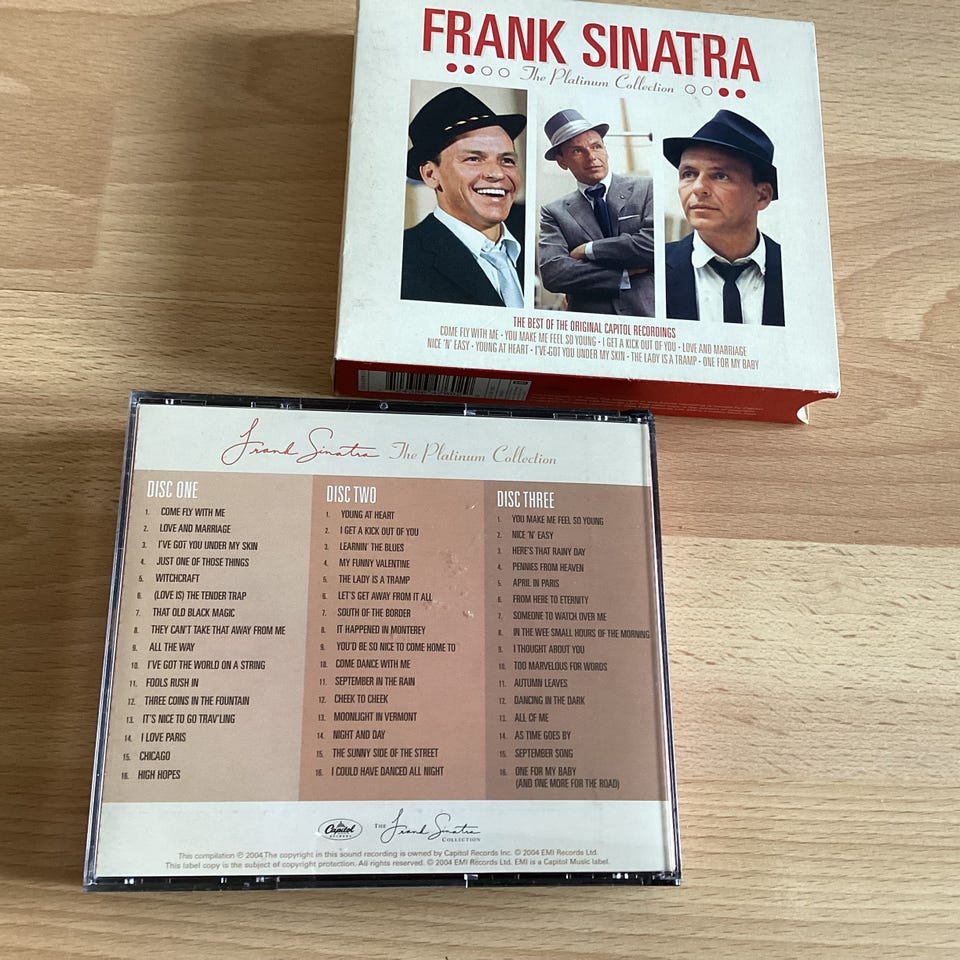 FRANK SINATRA
The Platinum Collection
THE BEST OF THE ORIGINAL CAPITOL RECORDINGS
COME FLY WITH ME · YOU MAKE ME FEEL SO YOUNG · I GET A KICK OUT OF YOU · LOVE AND MARRIAGE
NICE 'N' EASY · YOUNG AT HEART · I'VE GOT YOU UNDER MY SKIN · THE LADY IS A TRAMP · ONE FOR MY BABY
Frank Sinatra The Platinum Collection
DISC ONE
1. COME FLY WITH ME
2. LOVE AND MARRIAGE
3. I'VE GOT YOU UNDER MY SKIN
4. JUST ONE OF THOSE THINGS
5. WITCHCRAFT
6. (LOVE IS) THE TENDER TRAP
7. THAT OLD BLACK MAGIC
8. THEY CAN'T TAKE THAT AWAY FROM ME
9. ALL THE WAY
10. I'VE GOT THE WORLD ON A STRING
11. FOOLS RUSH IN
12. THREE COINS IN THE FOUNTAIN
13. IT'S NICE TO GO TRAV'LING
14. I LOVE PARIS
15. CHICAGO
16. HIGH HOPES
DISC TWO
1. YOUNG AT HEART
2. I GET A KICK OUT OF YOU
3. LEARNIN' THE BLUES
4. MY FUNNY VALENTINE
5. THE LADY IS A TRAMP
6. LET'S GET AWAY FROM IT ALL
7. SOUTH OF THE BORDER
8. IT HAPPENED IN MONTEREY
9. YOU'D BE SO NICE TO COME HOME TO
10. COME DANCE WITH ME
11. SEPTEMBER IN THE RAIN
12. CHEEK TO CHEEK
13. MOONLIGHT IN VERMONT
14. NIGHT AND DAY
15. THE SUNNY SIDE OF THE STREET
16. I COULD HAVE DANCED ALL NIGHT
DISC THREE
1. YOU MAKE ME FEEL SO YOUNG
2. NICE 'N' EASY
3. HERE'S THAT RAINY DAY
4. PENNIES FROM HEAVEN
5. APRIL IN PARIS
6. FROM HERE TO ETERNITY
7. SOMEONE TO WATCH OVER ME
8. IN THE WEE SMALL HOURS OF THE MORNING
9. I THOUGHT ABOUT YOU
10. TOO MARVELOUS FOR WORDS
11. AUTUMN LEAVES
12. DANCING IN THE DARK
13. ALL OF ME
14. AS TIME GOES BY
15. SEPTEMBER SONG
16. ONE FOR MY BABY
(AND ONE MORE FOR THE ROAD)
Capitol
RECORDS
THE Frank Sinatra
COLLECTION
This compilation ℗ 2004 The copyright in this sound recording is owned by Capitol Records Inc. © 2004 EMI Records Ltd.
This label copy is the subject of copyright protection. All rights reserved. © 2004 EMI Records Ltd. EMI is a Capitol Music label.